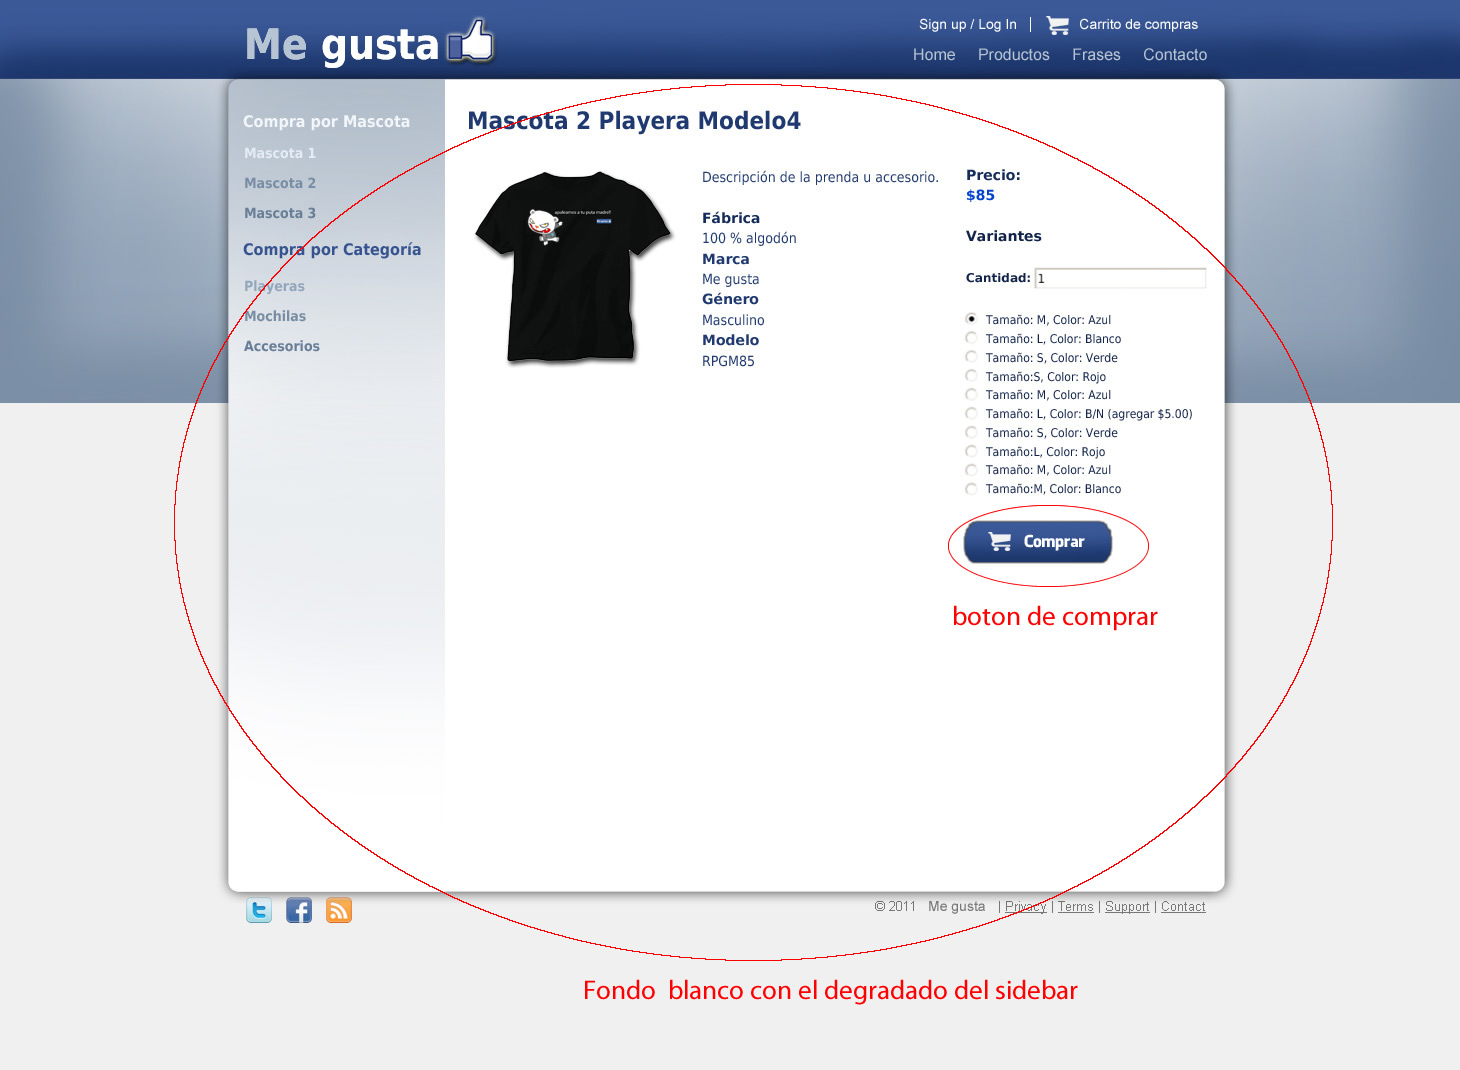 Me gusta
Sign up / Log In | Carrito de compras
Home Productos Frases Contacto
Compra por Mascota
Mascota 1
Mascota 2
Mascota 3
Compra por Categoría
Playeras
Mochilas
Accesorios
Mascota 2 Playera Modelo4
Descripción de la prenda u accesorio.
Fábrica
100 % algodón
Marca
Me gusta
Género
Masculino
Modelo
RPGM85
Precio:
$85
Variantes
Cantidad: 1
Tamaño: M, Color: Azul
Tamaño: L, Color: Blanco
Tamaño: S, Color: Verde
Tamaño:S, Color: Rojo
Tamaño: M, Color: Azul
Tamaño: L, Color: B/N (agregar $5.00)
Tamaño: S, Color: Verde
Tamaño:L, Color: Rojo
Tamaño: M, Color: Azul
Tamaño:M, Color: Blanco
Comprar
boton de comprar
© 2011 Me gusta | Privacy | Terms | Support | Contact
Fondo blanco con el degradado del sidebar